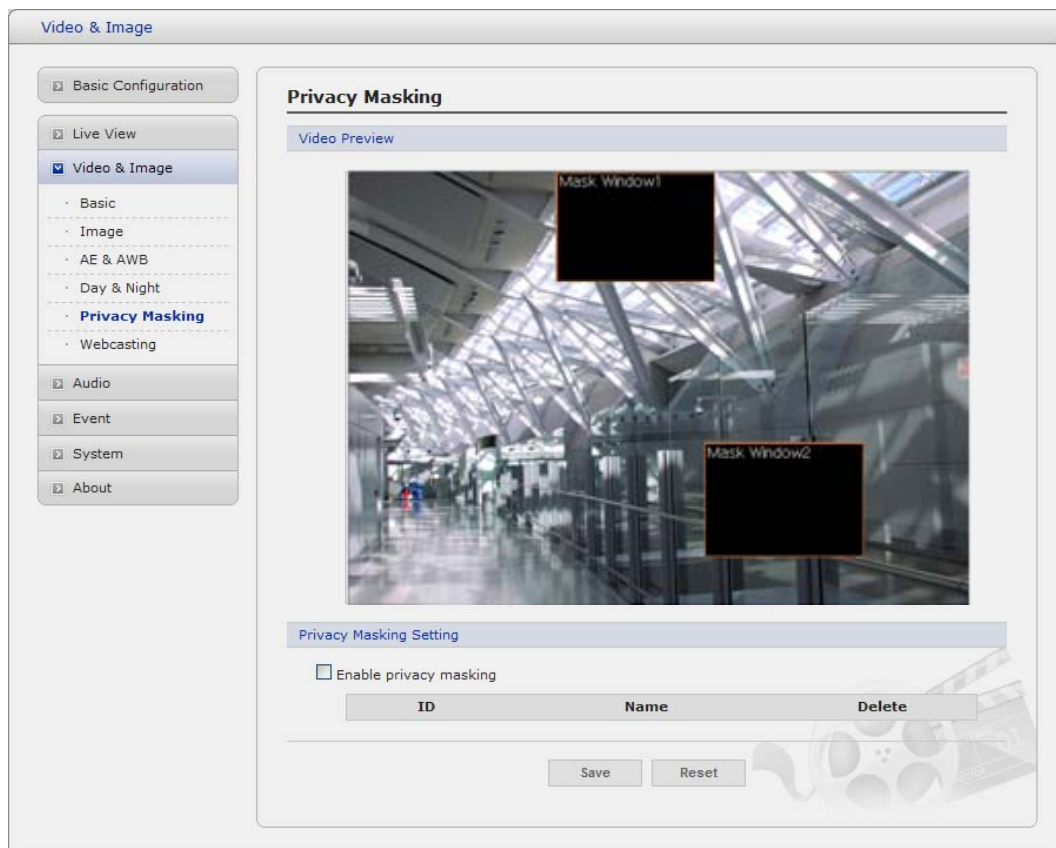 Video & Image
Basic Configuration
Live View
Video & Image
Basic
Image
AE & AWB
Day & Night
Privacy Masking
Webcasting
Audio
Event
System
About
Privacy Masking
Video Preview
Mask Window1
Mask Window2
Privacy Masking Setting
Enable privacy masking
ID Name Delete
Save Reset